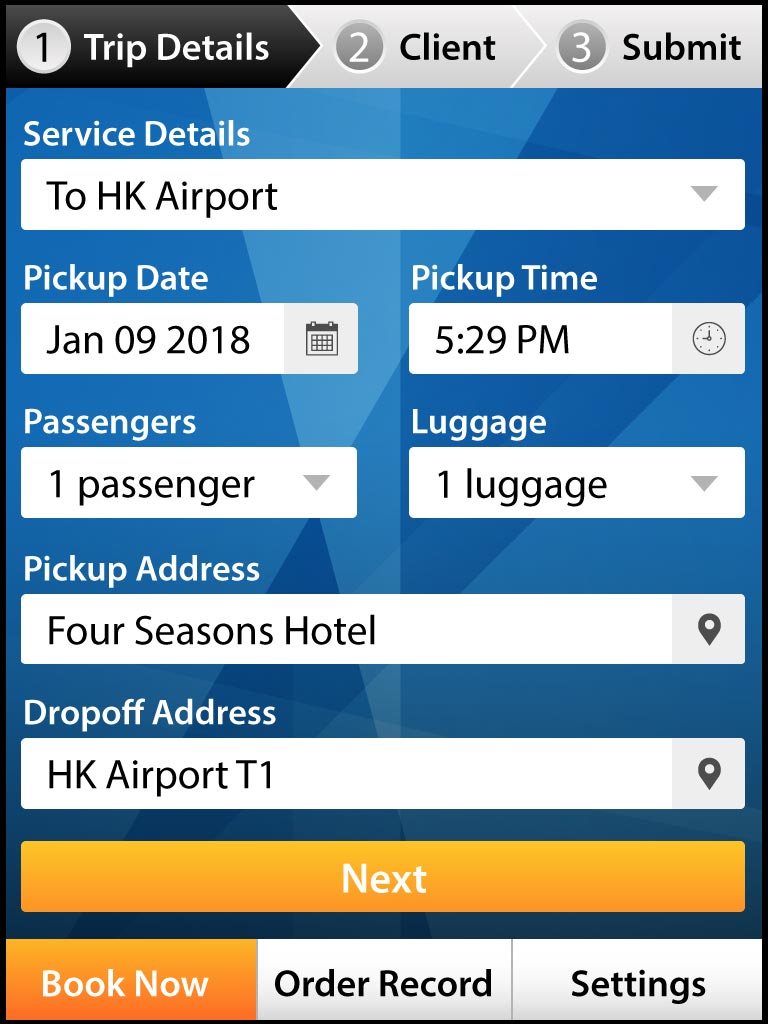 1 Trip Details 2 Client 3 Submit
Service Details
To HK Airport
Pickup Date Pickup Time
Jan 09 2018 5:29 PM
Passengers Luggage
1 passenger 1 luggage
Pickup Address
Four Seasons Hotel
Dropoff Address
HK Airport T1
Next
Book Now Order Record Settings